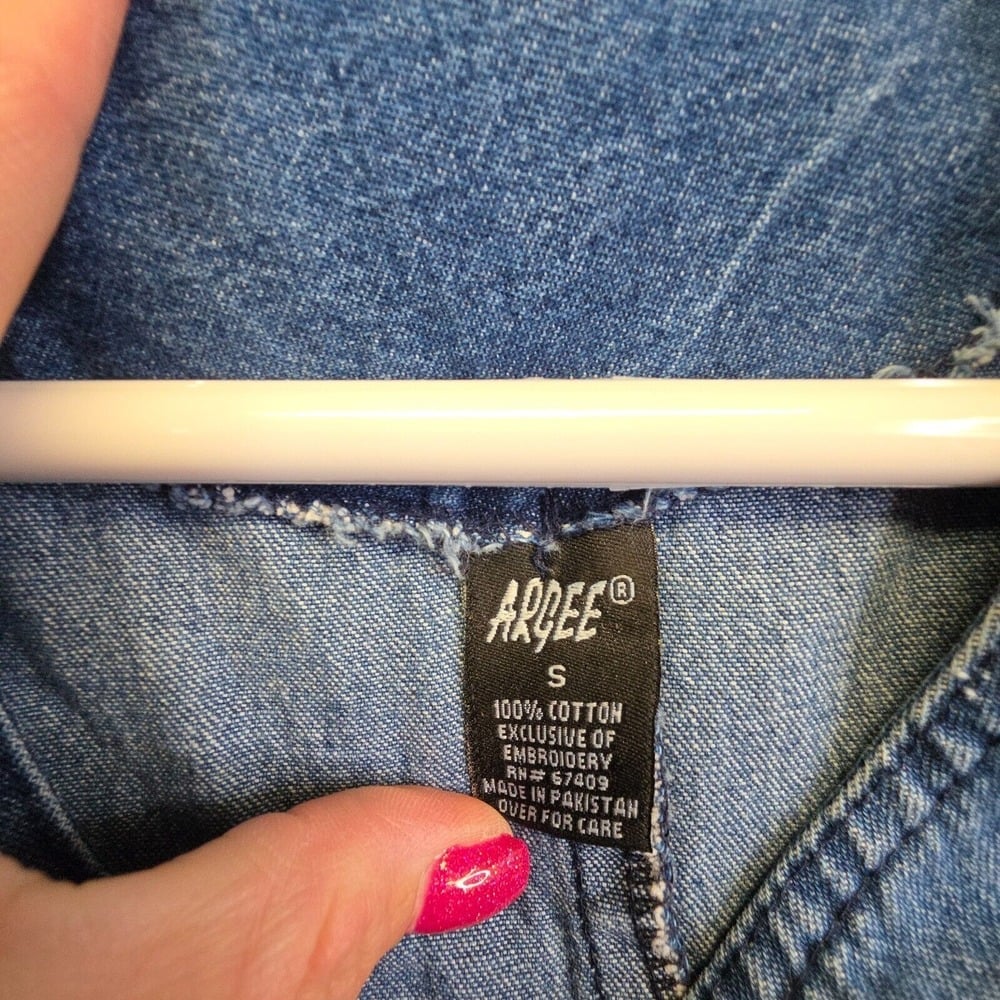 ARGEE®
S
100% COTTON
EXCLUSIVE OF
EMBROIDERY
RN# 67409
MADE IN PAKISTAN
OVER FOR CARE